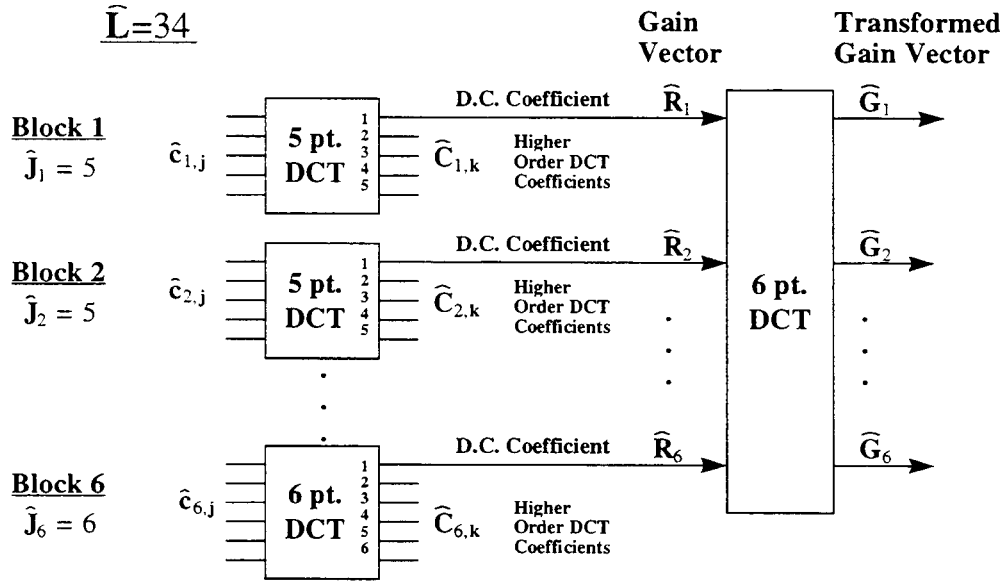 L̂=34
Gain
Vector
Transformed
Gain Vector
Block 1
Ĵ₁ = 5
ĉ₁,ⱼ
5 pt.
DCT
1
2
3
4
5
D.C. Coefficient
Ĉ₁,ₖ
Higher
Order DCT
Coefficients
R̂₁
Ĝ₁
Block 2
Ĵ₂ = 5
ĉ₂,ⱼ
5 pt.
DCT
1
2
3
4
5
D.C. Coefficient
Ĉ₂,ₖ
Higher
Order DCT
Coefficients
R̂₂
6 pt.
DCT
Ĝ₂
Block 6
Ĵ₆ = 6
ĉ₆,ⱼ
6 pt.
DCT
1
2
3
4
5
6
D.C. Coefficient
Ĉ₆,ₖ
Higher
Order DCT
Coefficients
R̂₆
Ĝ₆